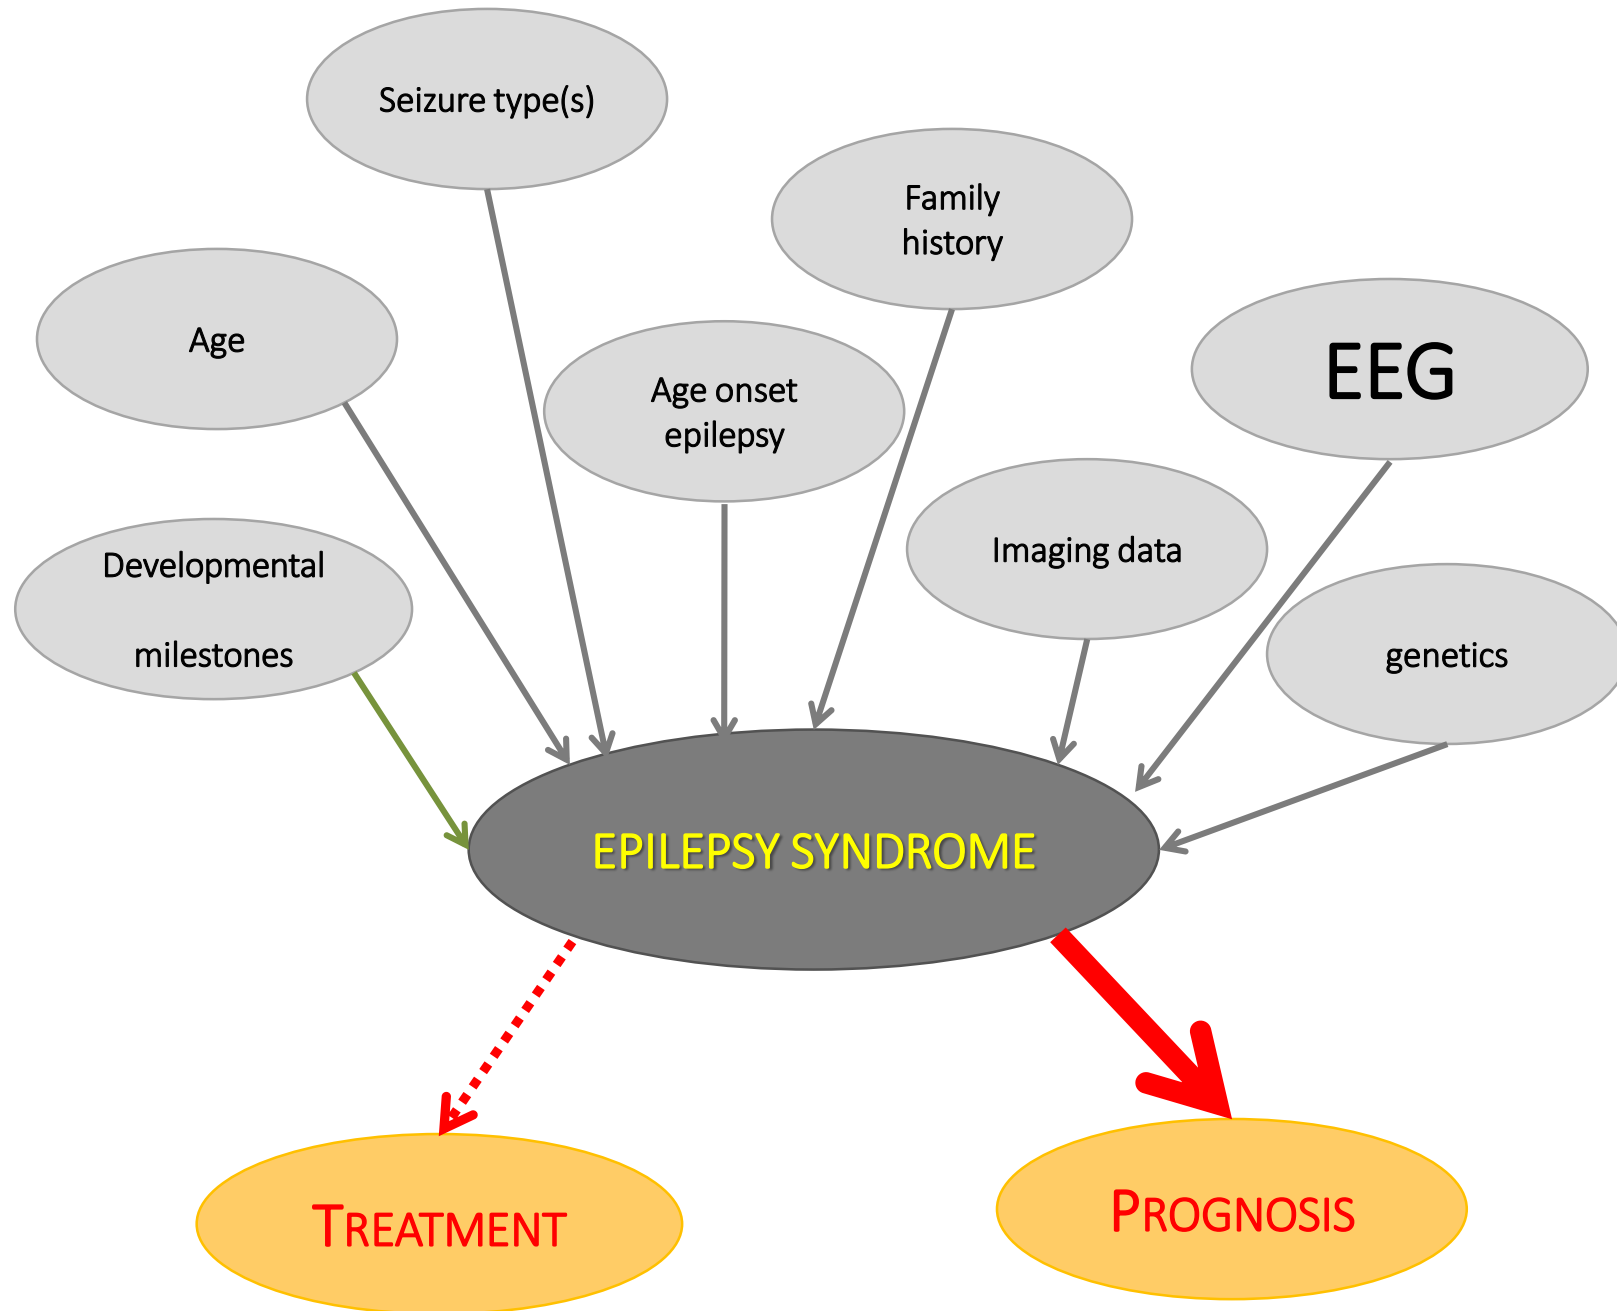 Seizure type(s)
Family
history
Age
EEG
Age onset
epilepsy
Imaging data
Developmental
milestones
genetics
EPILEPSY SYNDROME
TREATMENT
PROGNOSIS